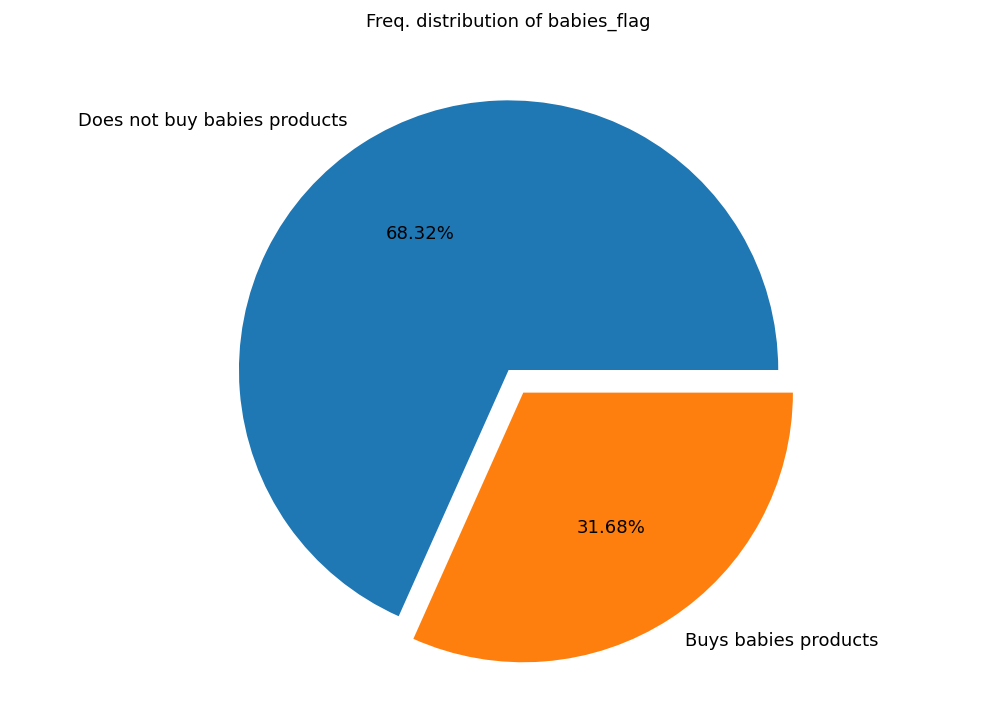 Freq. distribution of babies_flag
Does not buy babies products
68.32%
31.68%
Buys babies products